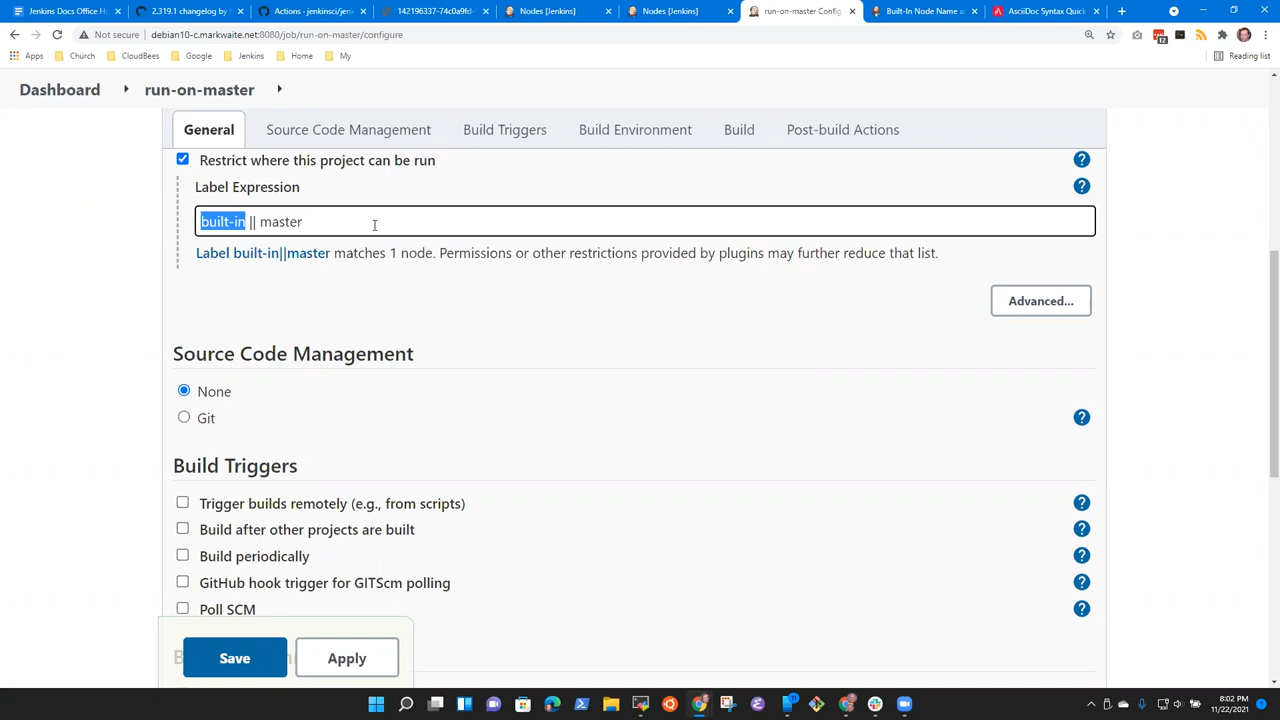 Jenkins Docs Office Ho
2.319.1 changelog by
Actions · jenkinsci/jen
142196337-74c0a9fd-
Nodes [Jenkins]
Nodes [Jenkins]
run-on-master Config
Built-In Node Name a
AsciiDoc Syntax Quick
Not secure
debian10-c.markwaite.net:8080/job/run-on-master/configure
12
Apps
Church
CloudBees
Google
Jenkins
Home
My
Reading list
Dashboard
run-on-master
General
Source Code Management
Build Triggers
Build Environment
Build
Post-build Actions
Restrict where this project can be run
Label Expression
built-in || master
Label built-in||master matches 1 node. Permissions or other restrictions provided by plugins may further reduce that list.
Advanced...
Source Code Management
None
Git
Build Triggers
Trigger builds remotely (e.g., from scripts)
Build after other projects are built
Build periodically
GitHub hook trigger for GITScm polling
Poll SCM
Save
Apply
8:02 PM
11/22/2021